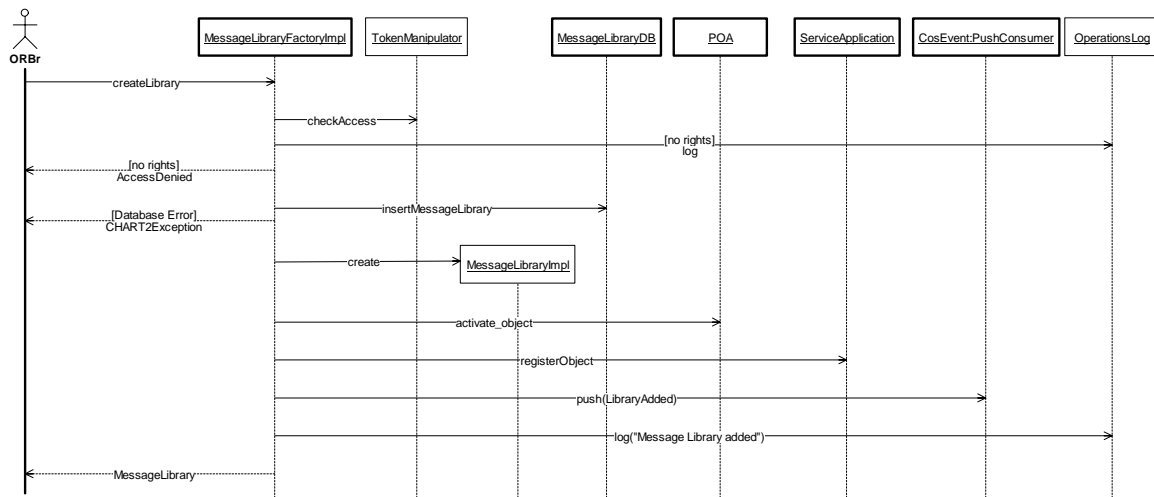 MessageLibraryFactoryImpl
TokenManipulator
MessageLibraryDB
POA
ServiceApplication
CosEvent:PushConsumer
OperationsLog
ORBr
createLibrary
checkAccess
[no rights]
log
[no rights]
AccessDenied
insertMessageLibrary
[Database Error]
CHART2Exception
create
MessageLibraryImpl
activate_object
registerObject
push(LibraryAdded)
log("Message Library added")
MessageLibrary